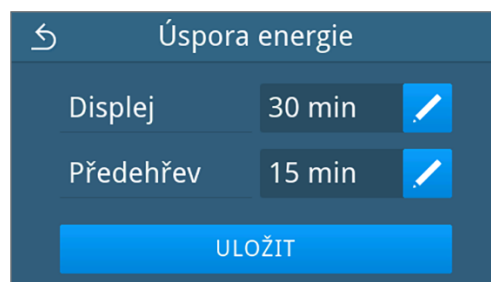 Úspora energie
Displej 30 min
Předehřev 15 min
ULOŽIT